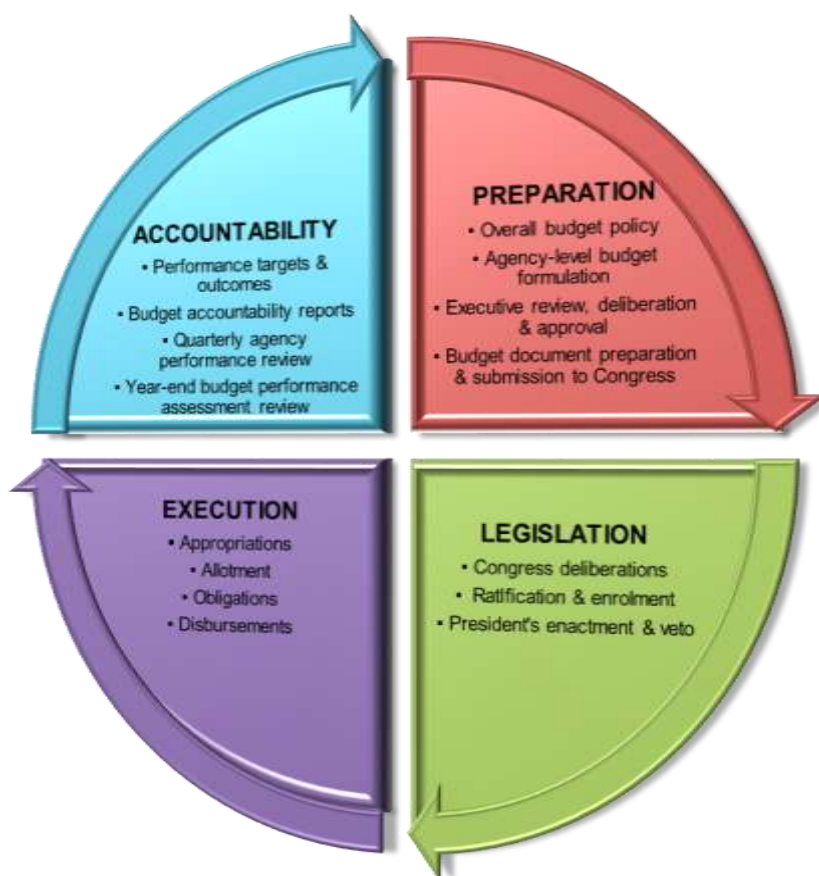 ACCOUNTABILITY
▪ Performance targets &
outcomes
▪ Budget accountability reports
▪ Quarterly agency
performance review
▪ Year-end budget performance
assessment review
PREPARATION
▪ Overall budget policy
▪ Agency-level budget
formulation
▪ Executive review, deliberation
& approval
▪ Budget document preparation
& submission to Congress
EXECUTION
▪ Appropriations
▪ Allotment
▪ Obligations
▪ Disbursements
LEGISLATION
▪ Congress deliberations
▪ Ratification & enrolment
▪ President's enactment & veto